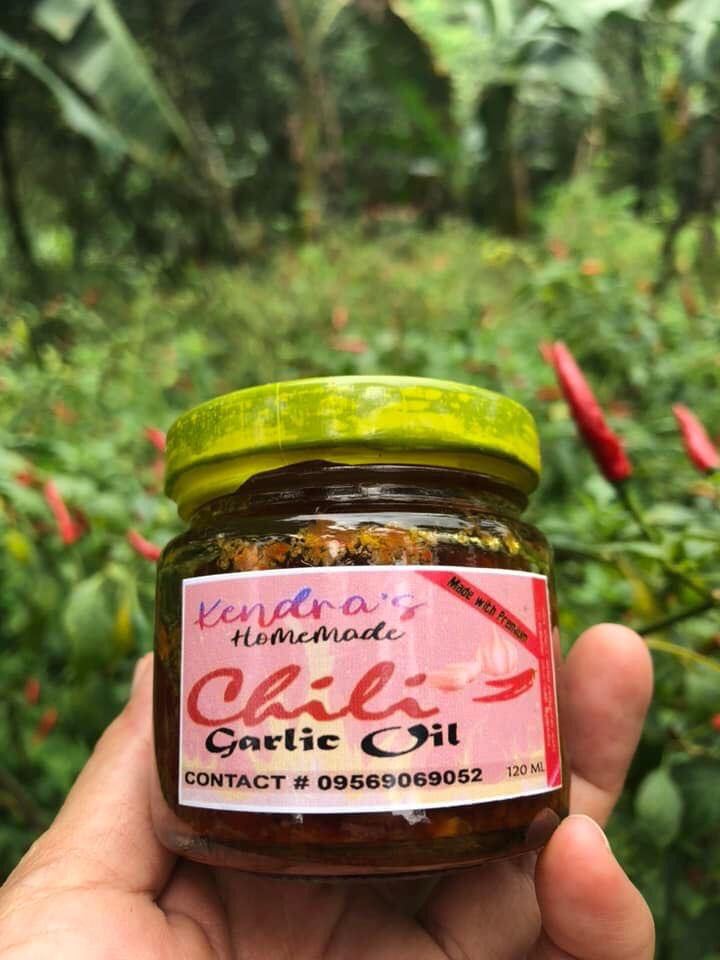 Kendra's
HoMeMade
Made with Premium
Chili
Garlic Oil
CONTACT # 09569069052
120 ML